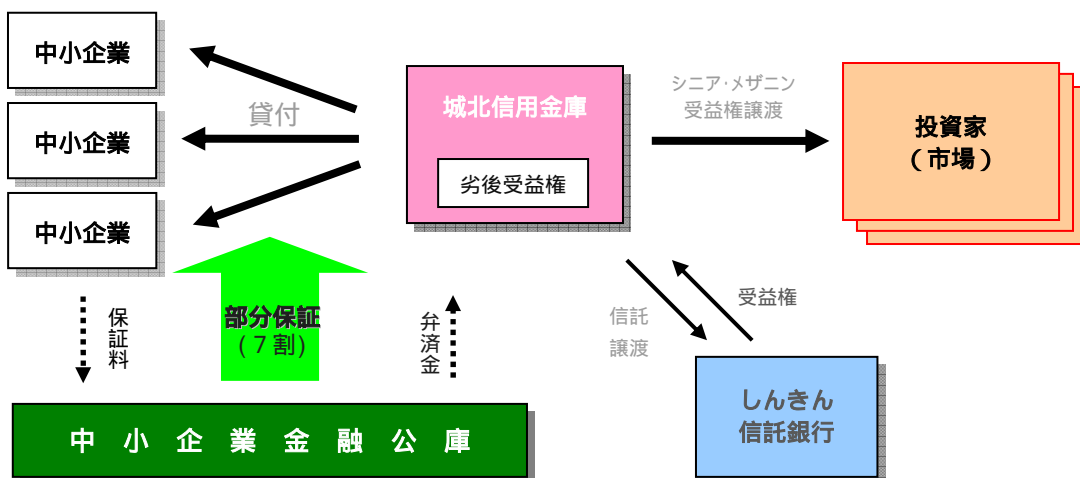 中小企業
中小企業
中小企業
貸付
城北信用金庫
劣後受益権
シニア・メザニン
受益権譲渡
投資家
（市場）
保証料
部分保証
(７割)
弁済金
信託
譲渡
受益権
しんきん
信託銀行
中小企業金融公庫